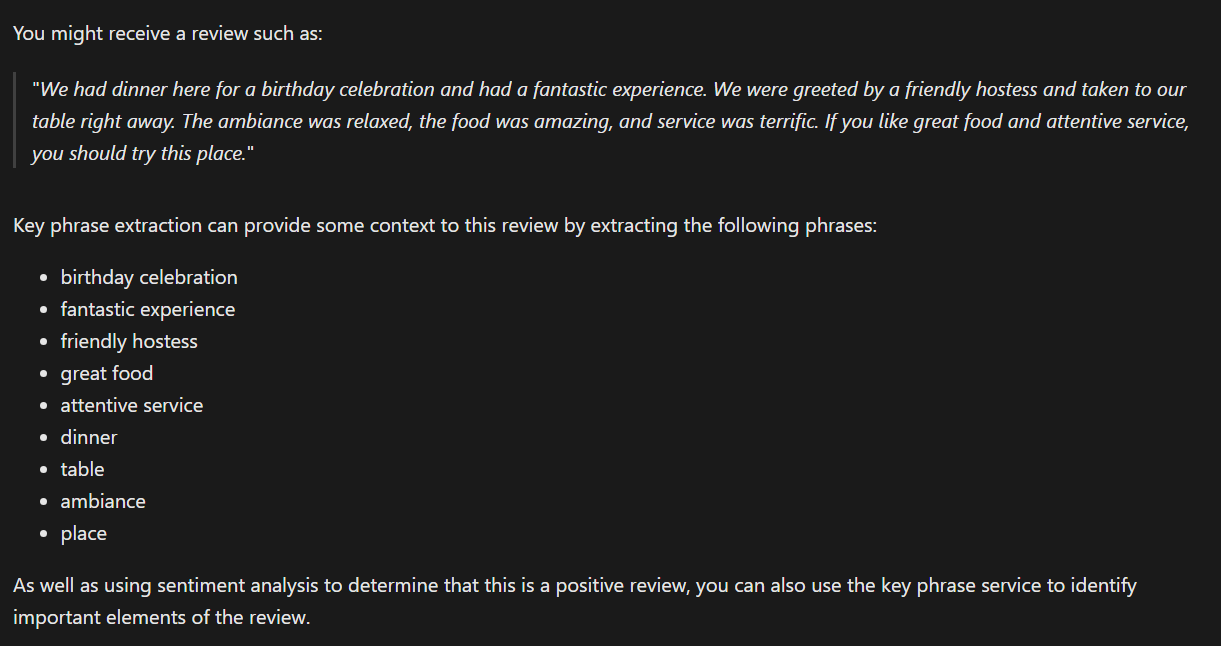 You might receive a review such as:
"We had dinner here for a birthday celebration and had a fantastic experience. We were greeted by a friendly hostess and taken to our
table right away. The ambiance was relaxed, the food was amazing, and service was terrific. If you like great food and attentive service,
you should try this place."
Key phrase extraction can provide some context to this review by extracting the following phrases:
• birthday celebration
• fantastic experience
• friendly hostess
• great food
• attentive service
• dinner
• table
• ambiance
• place
As well as using sentiment analysis to determine that this is a positive review, you can also use the key phrase service to identify
important elements of the review.